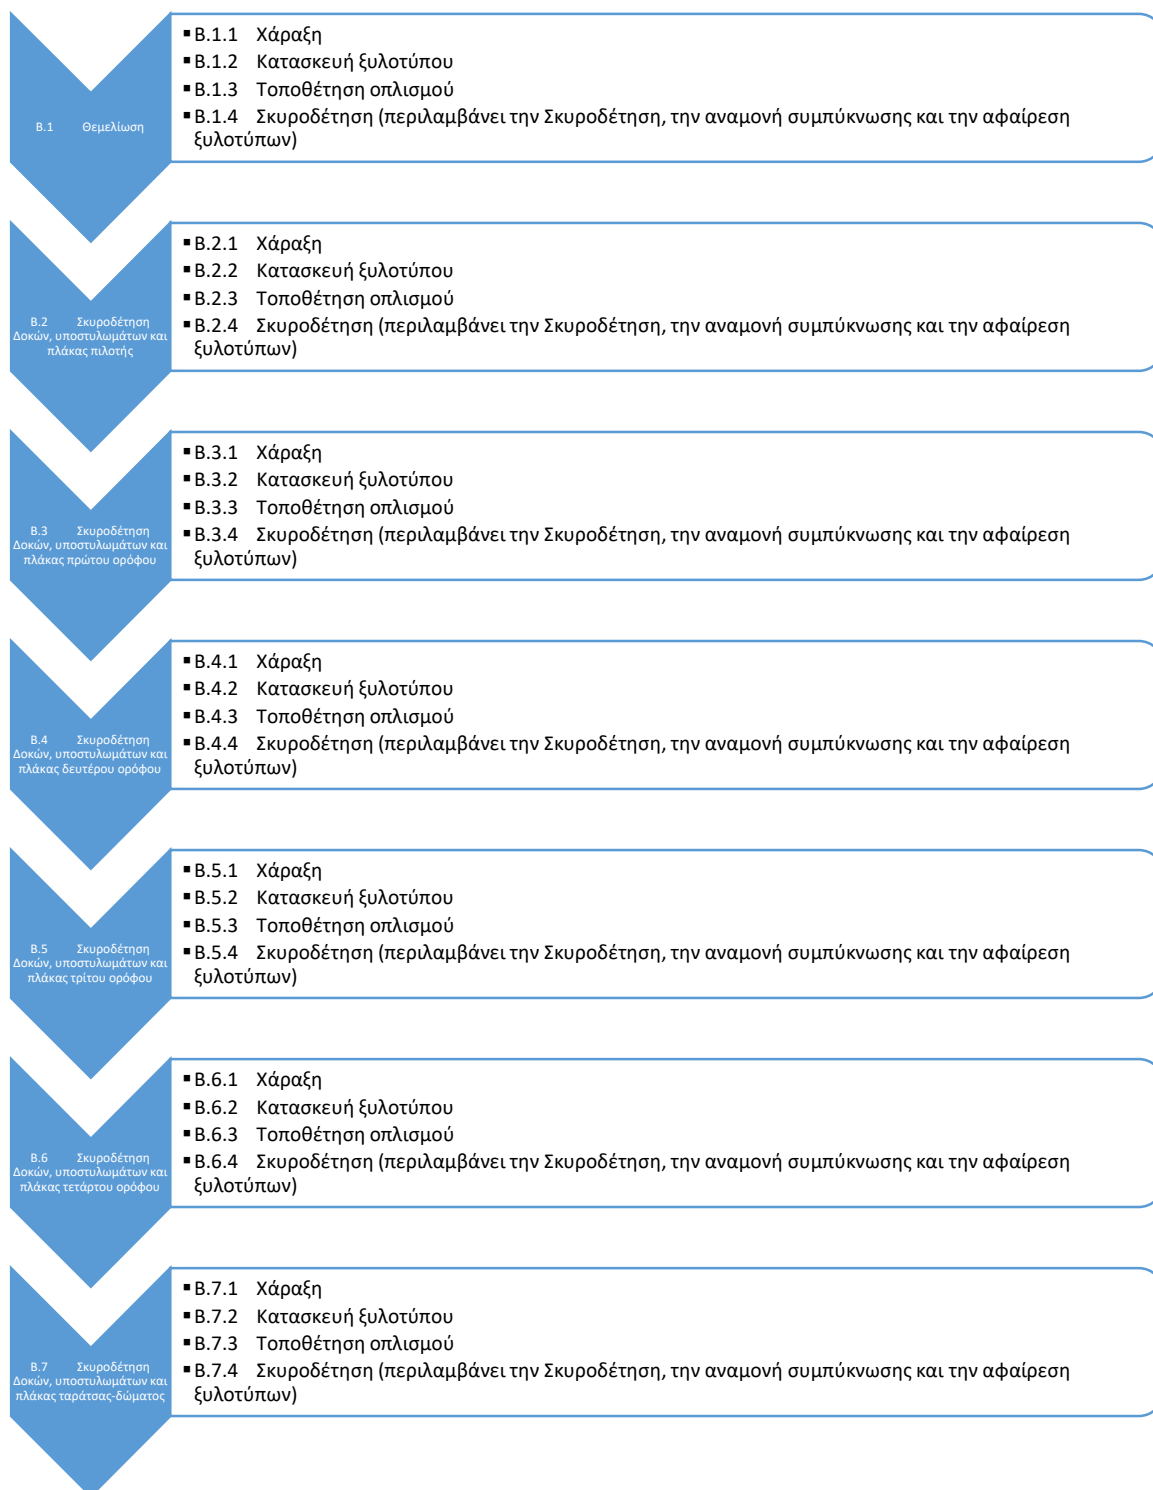 ▪ Β.1.1 Χάραξη
▪ Β.1.2 Κατασκευή ξυλοτύπου
▪ Β.1.3 Τοποθέτηση οπλισμού
▪ Β.1.4 Σκυροδέτηση (περιλαμβάνει την Σκυροδέτηση, την αναμονή συμπύκνωσης και την αφαίρεση
ξυλοτύπων)
Β.1 Θεμελίωση
▪ Β.2.1 Χάραξη
▪ Β.2.2 Κατασκευή ξυλοτύπου
▪ Β.2.3 Τοποθέτηση οπλισμού
▪ Β.2.4 Σκυροδέτηση (περιλαμβάνει την Σκυροδέτηση, την αναμονή συμπύκνωσης και την αφαίρεση
ξυλοτύπων)
Β.2 Σκυροδέτηση
Δοκών, υποστυλωμάτων και
πλάκας πιλοτής
▪ Β.3.1 Χάραξη
▪ Β.3.2 Κατασκευή ξυλοτύπου
▪ Β.3.3 Τοποθέτηση οπλισμού
▪ Β.3.4 Σκυροδέτηση (περιλαμβάνει την Σκυροδέτηση, την αναμονή συμπύκνωσης και την αφαίρεση
ξυλοτύπων)
Β.3 Σκυροδέτηση
Δοκών, υποστυλωμάτων και
πλάκας πρώτου ορόφου
▪ Β.4.1 Χάραξη
▪ Β.4.2 Κατασκευή ξυλοτύπου
▪ Β.4.3 Τοποθέτηση οπλισμού
▪ Β.4.4 Σκυροδέτηση (περιλαμβάνει την Σκυροδέτηση, την αναμονή συμπύκνωσης και την αφαίρεση
ξυλοτύπων)
Β.4 Σκυροδέτηση
Δοκών, υποστυλωμάτων και
πλάκας δευτέρου ορόφου
▪ Β.5.1 Χάραξη
▪ Β.5.2 Κατασκευή ξυλοτύπου
▪ Β.5.3 Τοποθέτηση οπλισμού
▪ Β.5.4 Σκυροδέτηση (περιλαμβάνει την Σκυροδέτηση, την αναμονή συμπύκνωσης και την αφαίρεση
ξυλοτύπων)
Β.5 Σκυροδέτηση
Δοκών, υποστυλωμάτων και
πλάκας τρίτου ορόφου
▪ Β.6.1 Χάραξη
▪ Β.6.2 Κατασκευή ξυλοτύπου
▪ Β.6.3 Τοποθέτηση οπλισμού
▪ Β.6.4 Σκυροδέτηση (περιλαμβάνει την Σκυροδέτηση, την αναμονή συμπύκνωσης και την αφαίρεση
ξυλοτύπων)
Β.6 Σκυροδέτηση
Δοκών, υποστυλωμάτων και
πλάκας τετάρτου ορόφου
▪ Β.7.1 Χάραξη
▪ Β.7.2 Κατασκευή ξυλοτύπου
▪ Β.7.3 Τοποθέτηση οπλισμού
▪ Β.7.4 Σκυροδέτηση (περιλαμβάνει την Σκυροδέτηση, την αναμονή συμπύκνωσης και την αφαίρεση
ξυλοτύπων)
Β.7 Σκυροδέτηση
Δοκών, υποστυλωμάτων και
πλάκας ταράτσας-δώματος